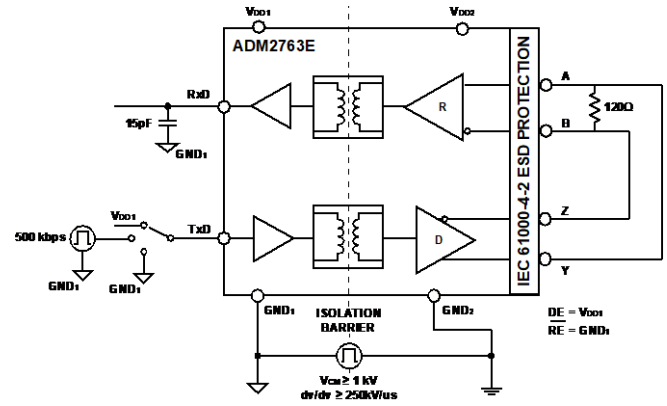 VDD1
VDD2
ADM2763E
RxD
15pF
GND1
R
A
120Ω
B
IEC 61000-4-2 ESD PROTECTION
VDD1
500 kbps
TxD
GND1
GND1
D
Z
Y
GND1
ISOLATION
BARRIER
GND2
DE = VDD1
RE = GND1
VCM ≥ 1 kV
dv/dv ≥ 250kV/us